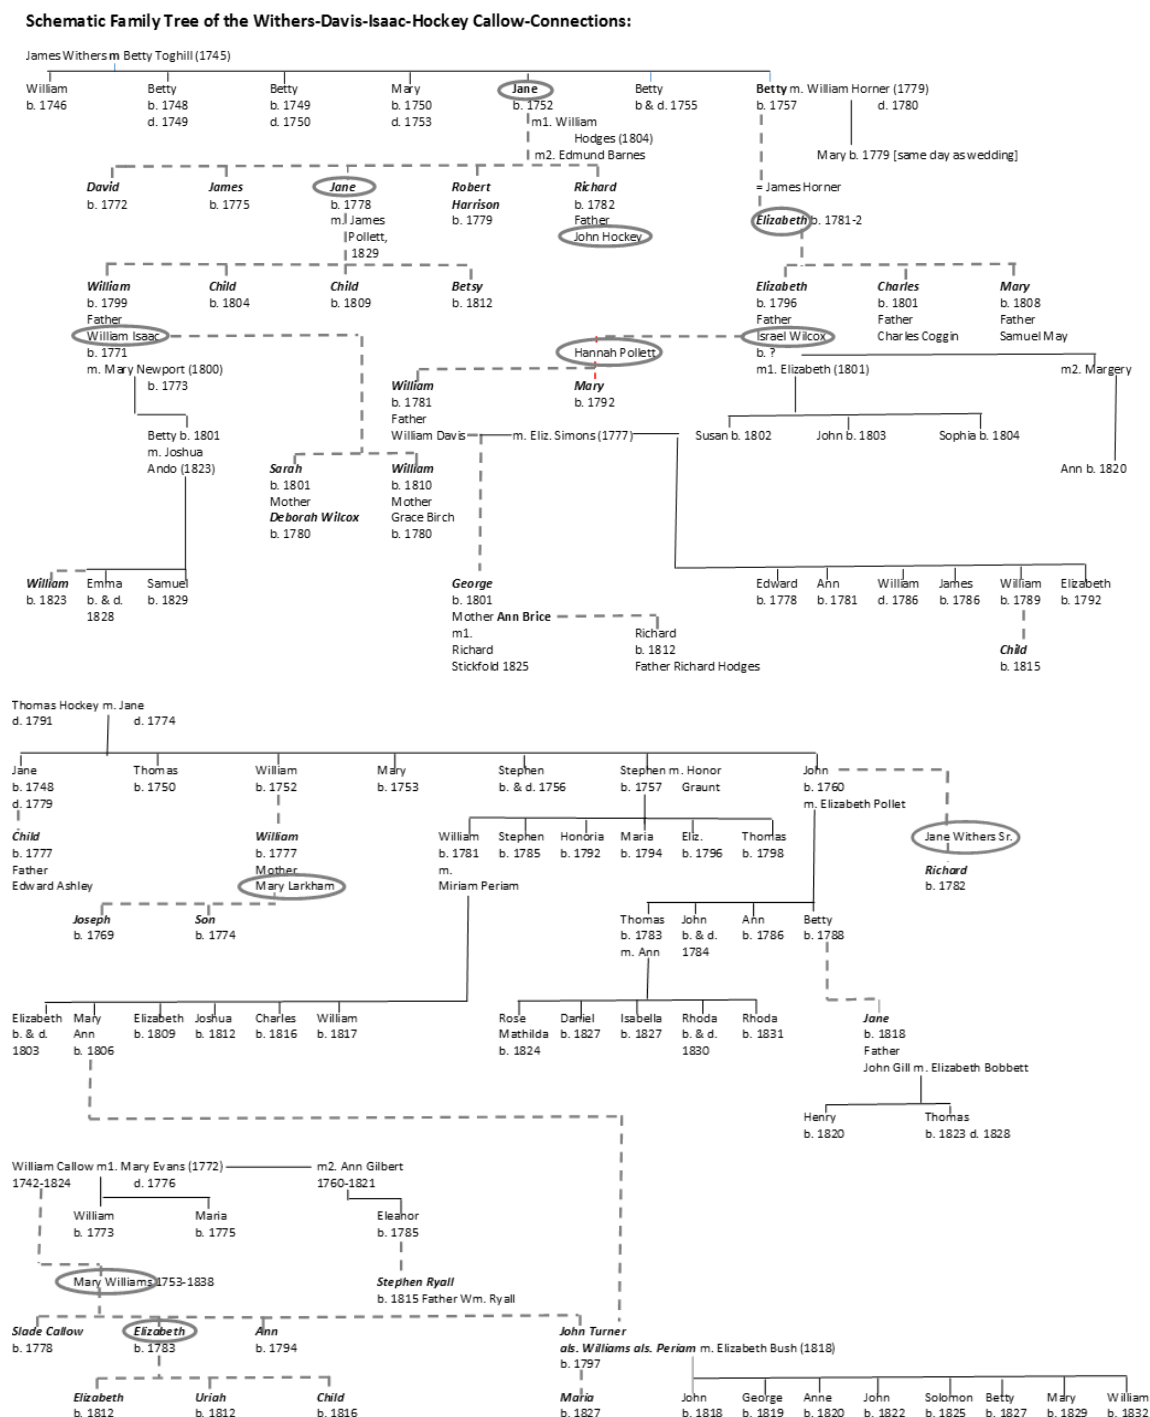 Schematic Family Tree of the Withers-Davis-Isaac-Hockey Callow-Connections:
James Withers m Betty Toghill (1745)
William Betty Betty Mary Jane Betty Betty m. William Horner (1779)
b. 1746 b. 1748 b. 1749 b. 1750 b. 1752 b & d. 1755 b. 1757 d. 1780
d. 1749 d. 1750 d. 1753 m1. William
Hodges (1804)
m2. Edmund Barnes Mary b. 1779 [same day as wedding]
David James Jane Robert Richard = James Horner
b. 1772 b. 1775 b. 1778 Harrison b. 1782
m. James b. 1779 Father Elizabeth b. 1781-2
Pollett, John Hockey
1829
William Child Child Betsy Elizabeth Charles Mary
b. 1799 b. 1804 b. 1809 b. 1812 b. 1796 b. 1801 b. 1808
Father Father Father Father
William Isaac Israel Wilcox Charles Coggin Samuel May
b. 1771 Hannah Pollett b. ?
m. Mary Newport (1800) m1. Elizabeth (1801) m2. Margery
b. 1773 William Mary
b. 1781 b. 1792
Father
Betty b. 1801 William Davis m. Eliz. Simons (1777) Susan b. 1802 John b. 1803 Sophia b. 1804
m. Joshua
Ando (1823) Sarah William Ann b. 1820
b. 1801 b. 1810
Mother Mother
Deborah Wilcox Grace Birch
b. 1780 b. 1780
William Emma Samuel George Edward Ann William James William Elizabeth
b. 1823 b. & d. b. 1829 b. 1801 b. 1778 b. 1781 d. 1786 b. 1786 b. 1789 b. 1792
1828 Mother Ann Brice
m1. Richard
Richard b. 1812 Child
Stickfold 1825 Father Richard Hodges b. 1815
Thomas Hockey m. Jane
d. 1791 d. 1774
Jane Thomas William Mary Stephen Stephen m. Honor John
b. 1748 b. 1750 b. 1752 b. 1753 b. & d. 1756 b. 1757 Graunt b. 1760
d. 1779 m. Elizabeth Pollet
Child William William Stephen Honoria Maria Eliz. Thomas Jane Withers Sr.
b. 1777 b. 1777 b. 1781 b. 1785 b. 1792 b. 1794 b. 1796 b. 1798
Father Mother m. Richard
Edward Ashley Mary Larkham Miriam Periam b. 1782
Joseph Son Thomas John Ann Betty
b. 1769 b. 1774 b. 1783 b. & d. b. 1786 b. 1788
m. Ann 1784
Elizabeth Mary Elizabeth Joshua Charles William Rose Daniel Isabella Rhoda Rhoda Jane
b. & d. Ann b. 1809 b. 1812 b. 1816 b. 1817 Mathilda b. 1827 b. 1827 b. & d. b. 1831 b. 1818
1803 b. 1806 b. 1824 1830 Father
John Gill m. Elizabeth Bobbett
Henry Thomas
b. 1820 b. 1823 d. 1828
William Callow m1. Mary Evans (1772) m2. Ann Gilbert
1742-1824 d. 1776 1760-1821
William Maria Eleanor
b. 1773 b. 1775 b. 1785
Mary Williams 1753-1838 Stephen Ryall
b. 1815 Father Wm. Ryall
Slade Callow Elizabeth Ann John Turner
b. 1778 b. 1783 b. 1794 als. Williams als. Periam m. Elizabeth Bush (1818)
b. 1797
Elizabeth Uriah Child Maria John George Anne John Solomon Betty Mary William
b. 1812 b. 1812 b. 1816 b. 1827 b. 1818 b. 1819 b. 1820 b. 1822 b. 1825 b. 1827 b. 1829 b. 1832